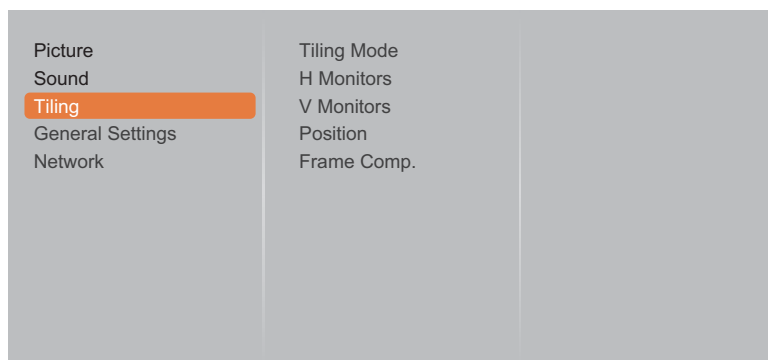 Picture
Sound
Tiling
General Settings
Network
Tiling Mode
H Monitors
V Monitors
Position
Frame Comp.